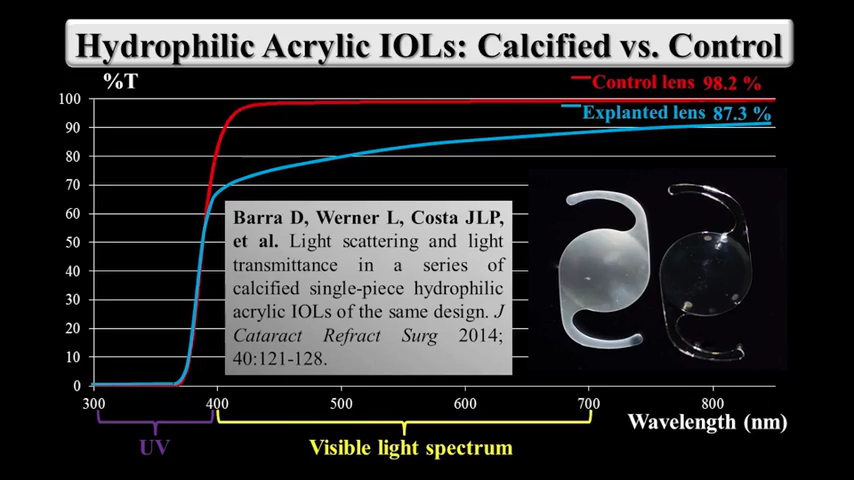 Hydrophilic Acrylic IOLs: Calcified vs. Control
%T
Control lens 98.2 %
Explanted lens 87.3 %
100
90
80
70
60
50
40
30
20
10
0
Barra D, Werner L, Costa JLP,
et al. Light scattering and light
transmittance in a series of
calcified single-piece hydrophilic
acrylic IOLs of the same design. J
Cataract Refract Surg 2014;
40:121-128.
300 400 500 600 700 800
Wavelength (nm)
UV
Visible light spectrum